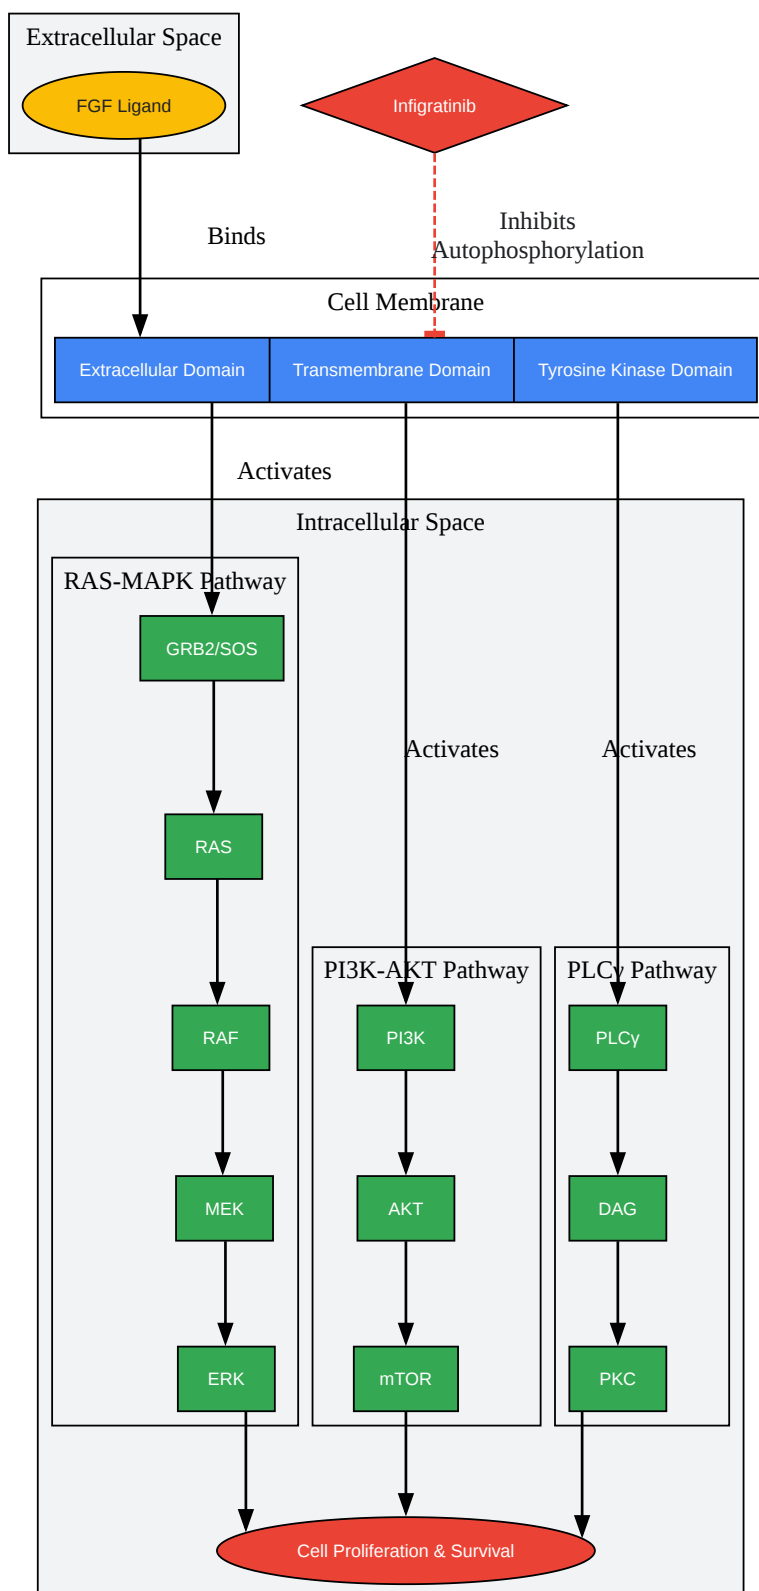 Extracellular Space
FGF Ligand
Infigratinib
Binds
Inhibits
Autophosphorylation
Cell Membrane
Extracellular Domain
Transmembrane Domain
Tyrosine Kinase Domain
Activates
Intracellular Space
RAS-MAPK Pathway
GRB2/SOS
Activates
Activates
RAS
PI3K-AKT Pathway
PLCγ Pathway
RAF
PI3K
PLCγ
MEK
AKT
DAG
ERK
mTOR
PKC
Cell Proliferation & Survival